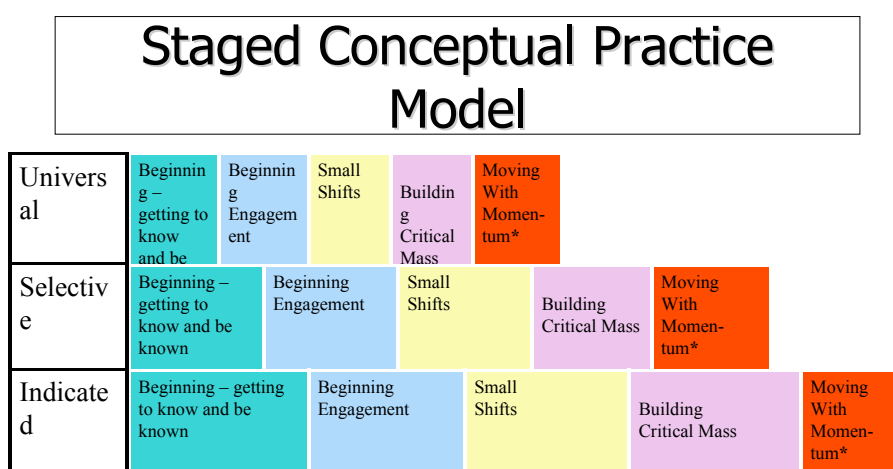 Staged Conceptual Practice
Model
Univers
al
Beginnin
g –
getting to
know
and be
Beginnin
g
Engagem
ent
Small
Shifts
Buildin
g
Critical
Mass
Moving
With
Momen-
tum*
Selectiv
e
Beginning –
getting to
know and be
known
Beginning
Engagement
Small
Shifts
Building
Critical Mass
Moving
With
Momen-
tum*
Indicate
d
Beginning – getting
to know and be
known
Beginning
Engagement
Small
Shifts
Building
Critical Mass
Moving
With
Momen-
tum*